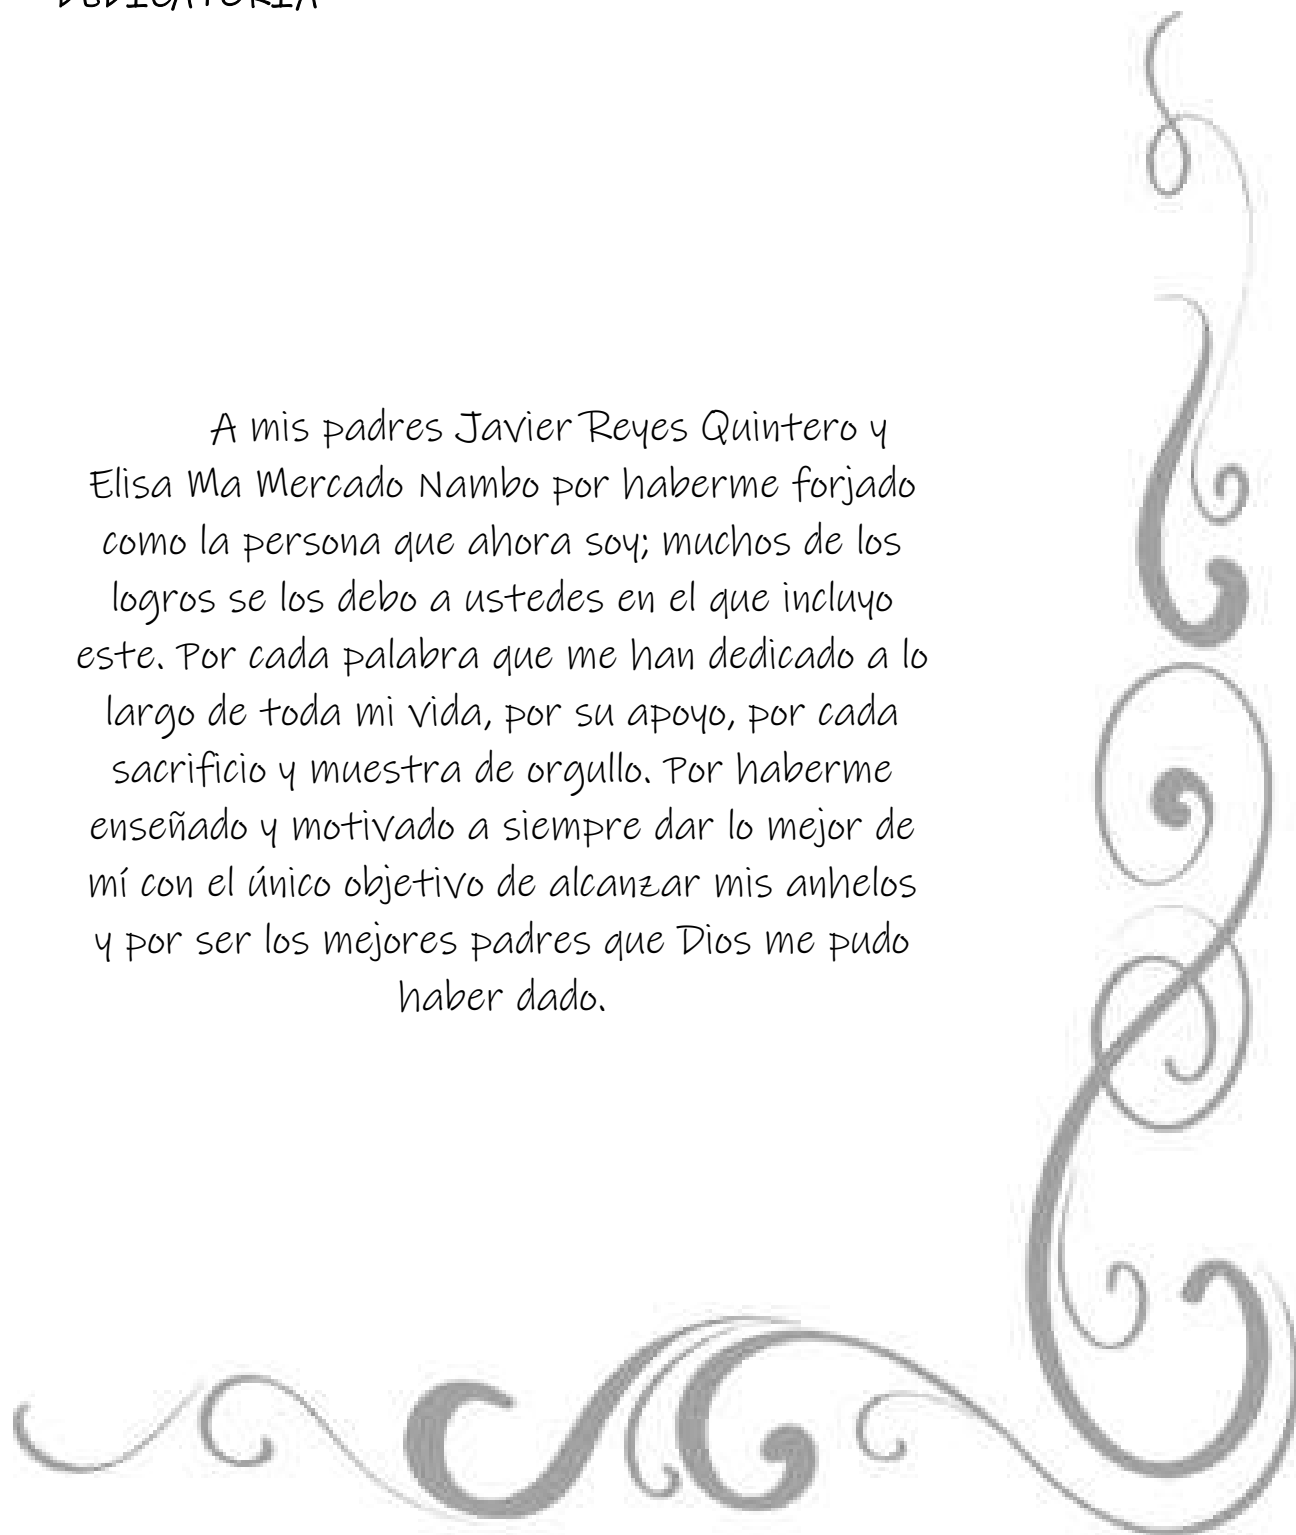 DEDICATORIA
A mis padres Javier Reyes Quintero y
Elisa Ma Mercado Nambo por haberme forjado
como la persona que ahora soy; muchos de los
logros se los debo a ustedes en el que incluyo
este. Por cada palabra que me han dedicado a lo
largo de toda mi vida, por su apoyo, por cada
sacrificio y muestra de orgullo. Por haberme
enseñado y motivado a siempre dar lo mejor de
mí con el único objetivo de alcanzar mis anhelos
y por ser los mejores padres que Dios me pudo
haber dado.